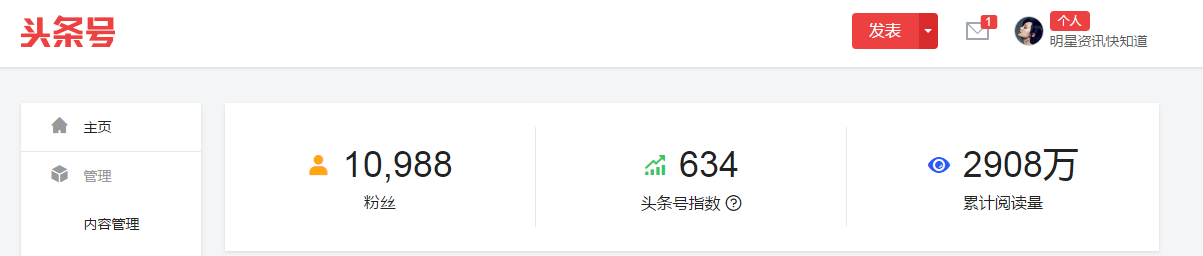 头条号
发表
1
个人
明星资讯快知道
主页
管理
内容管理
10,988
粉丝
634
头条号指数 ?
2908万
累计阅读量